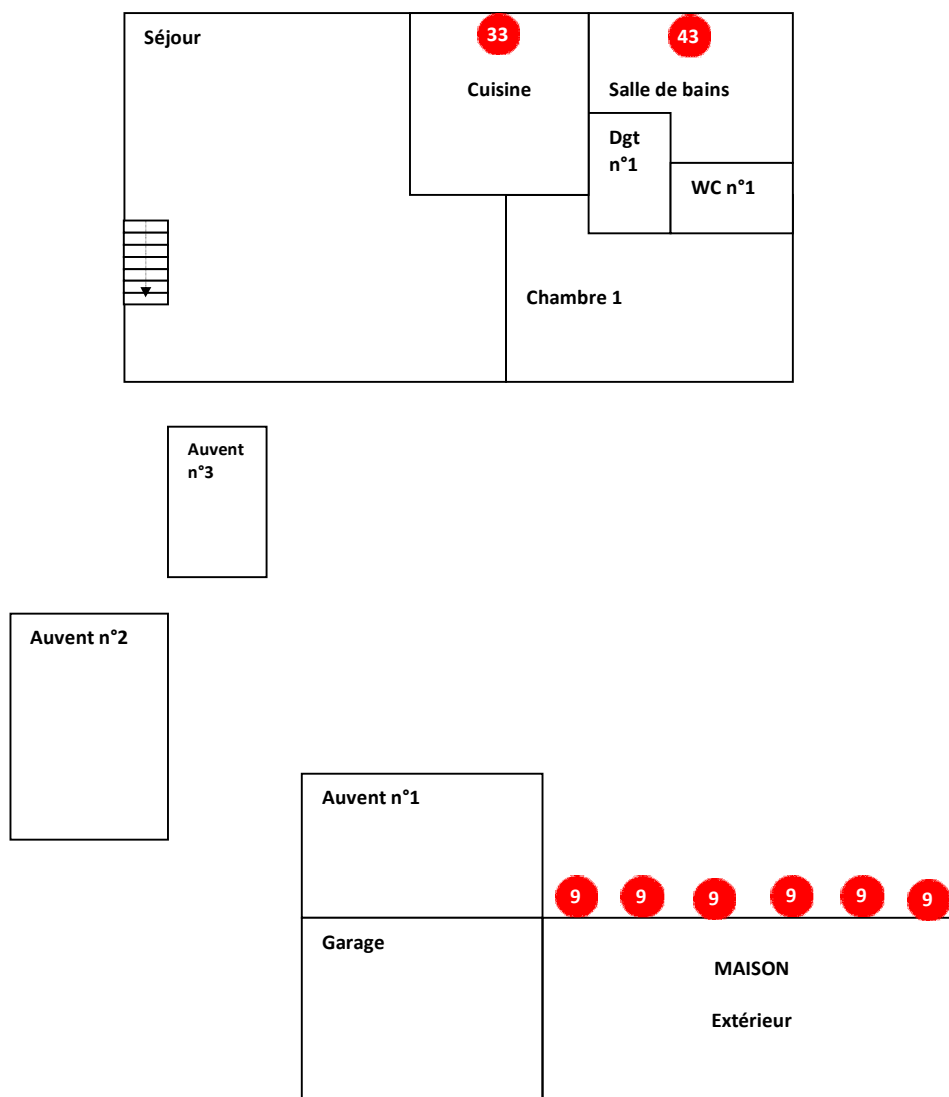 Séjour
33
43
Cuisine
Salle de bains
Dgt
n°1
WC n°1
Chambre 1
Auvent
n°3
Auvent n°2
Auvent n°1
9 9 9 9 9 9
Garage
MAISON
Extérieur